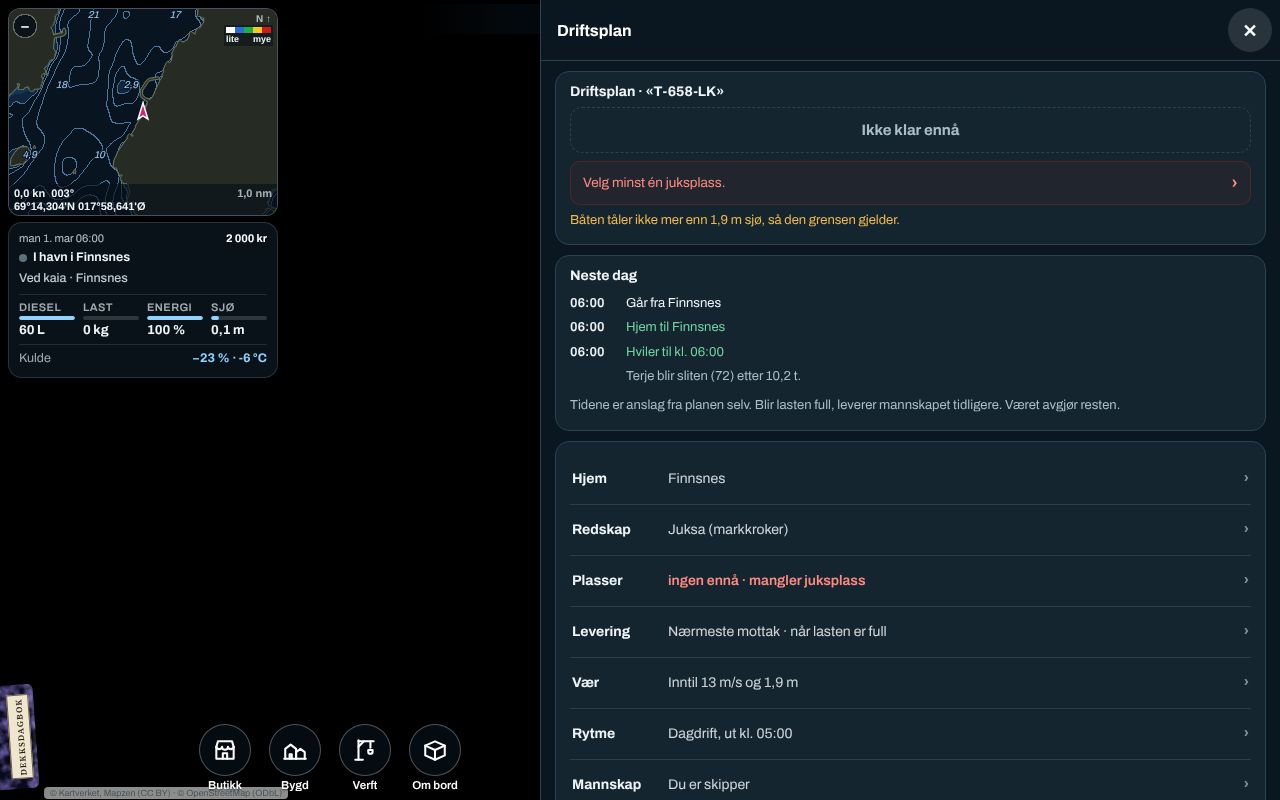 21
17
N ↑
lite mye
18
2,9
4,9
10
0,0 kn 003°
1,0 nm
69°14,304'N 017°58,641'Ø
man 1. mar 06:00
2 000 kr
I havn i Finnsnes
Ved kaia · Finnsnes
DIESEL LAST ENERGI SJØ
60 L 0 kg 100 % 0,1 m
Kulde
−23 % · -6 °C
DEKKSDAGBOK
Butikk
Bygd
Verft
Om bord
© Kartverket, Mapzen (CC BY) · © OpenStreetMap (ODbL)
Driftsplan
Driftsplan · «T-658-LK»
Ikke klar ennå
Velg minst én juksplass.
Båten tåler ikke mer enn 1,9 m sjø, så den grensen gjelder.
Neste dag
06:00 Går fra Finnsnes
06:00 Hjem til Finnsnes
06:00 Hviler til kl. 06:00
Terje blir sliten (72) etter 10,2 t.
Tidene er anslag fra planen selv. Blir lasten full, leverer mannskapet tidligere. Været avgjør resten.
Hjem Finnsnes
Redskap Juksa (markkroker)
Plasser ingen ennå · mangler juksplass
Levering Nærmeste mottak · når lasten er full
Vær Inntil 13 m/s og 1,9 m
Rytme Dagdrift, ut kl. 05:00
Mannskap Du er skipper